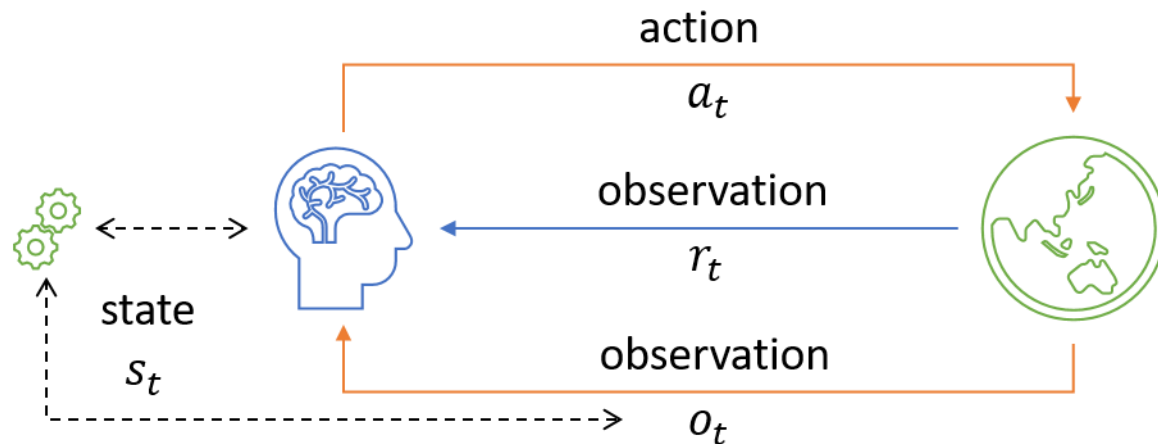 action
a_t
observation
r_t
state
s_t
observation
o_t